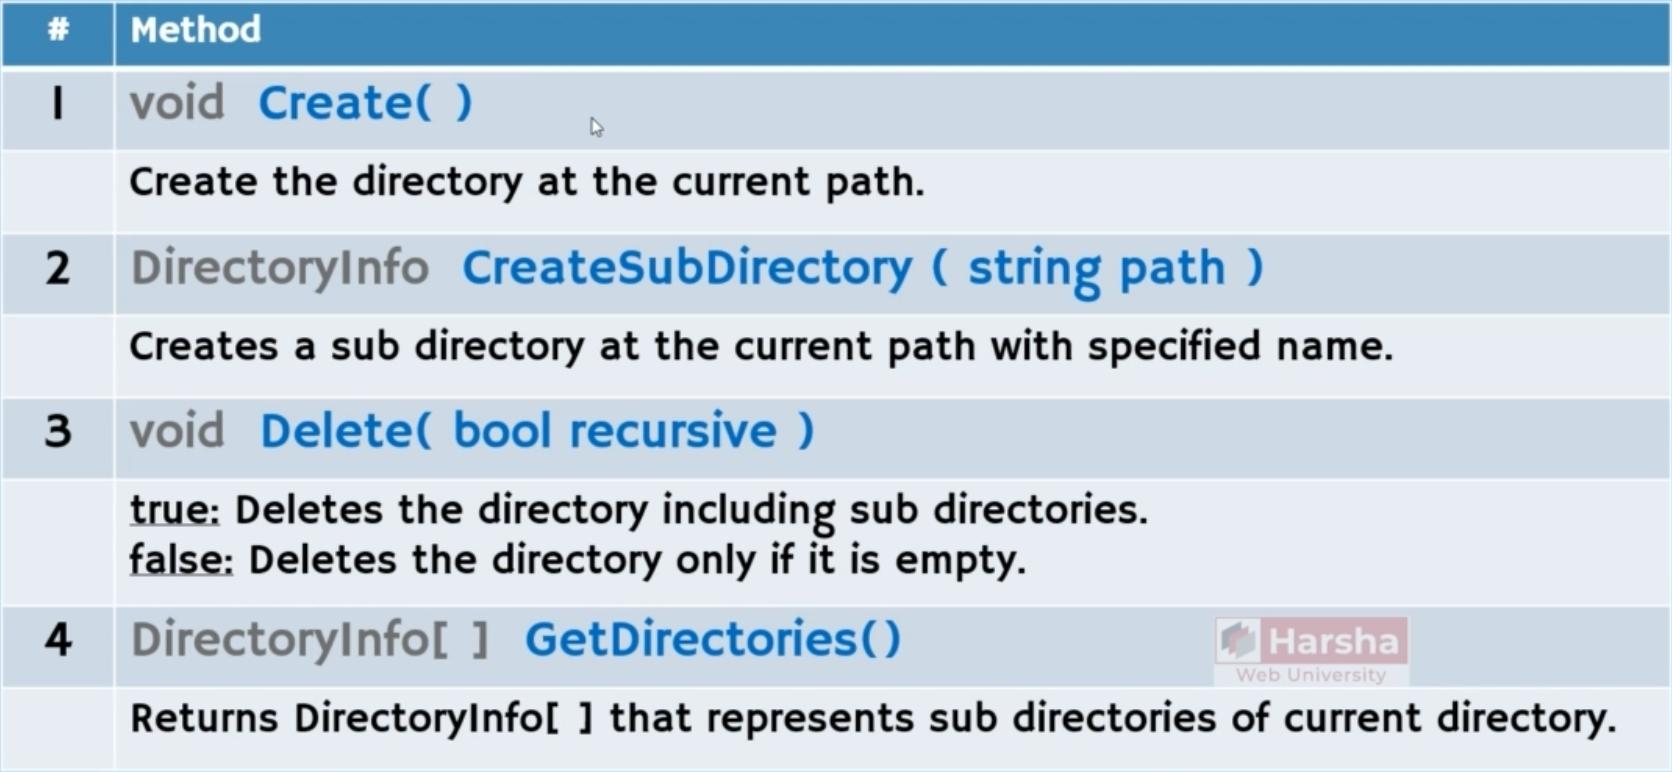 # Method
1 void Create( )
Create the directory at the current path.
2 DirectoryInfo CreateSubDirectory ( string path )
Creates a sub directory at the current path with specified name.
3 void Delete( bool recursive )
true: Deletes the directory including sub directories.
false: Deletes the directory only if it is empty.
4 DirectoryInfo[ ] GetDirectories()
Harsha
Web University
Returns DirectoryInfo[ ] that represents sub directories of current directory.